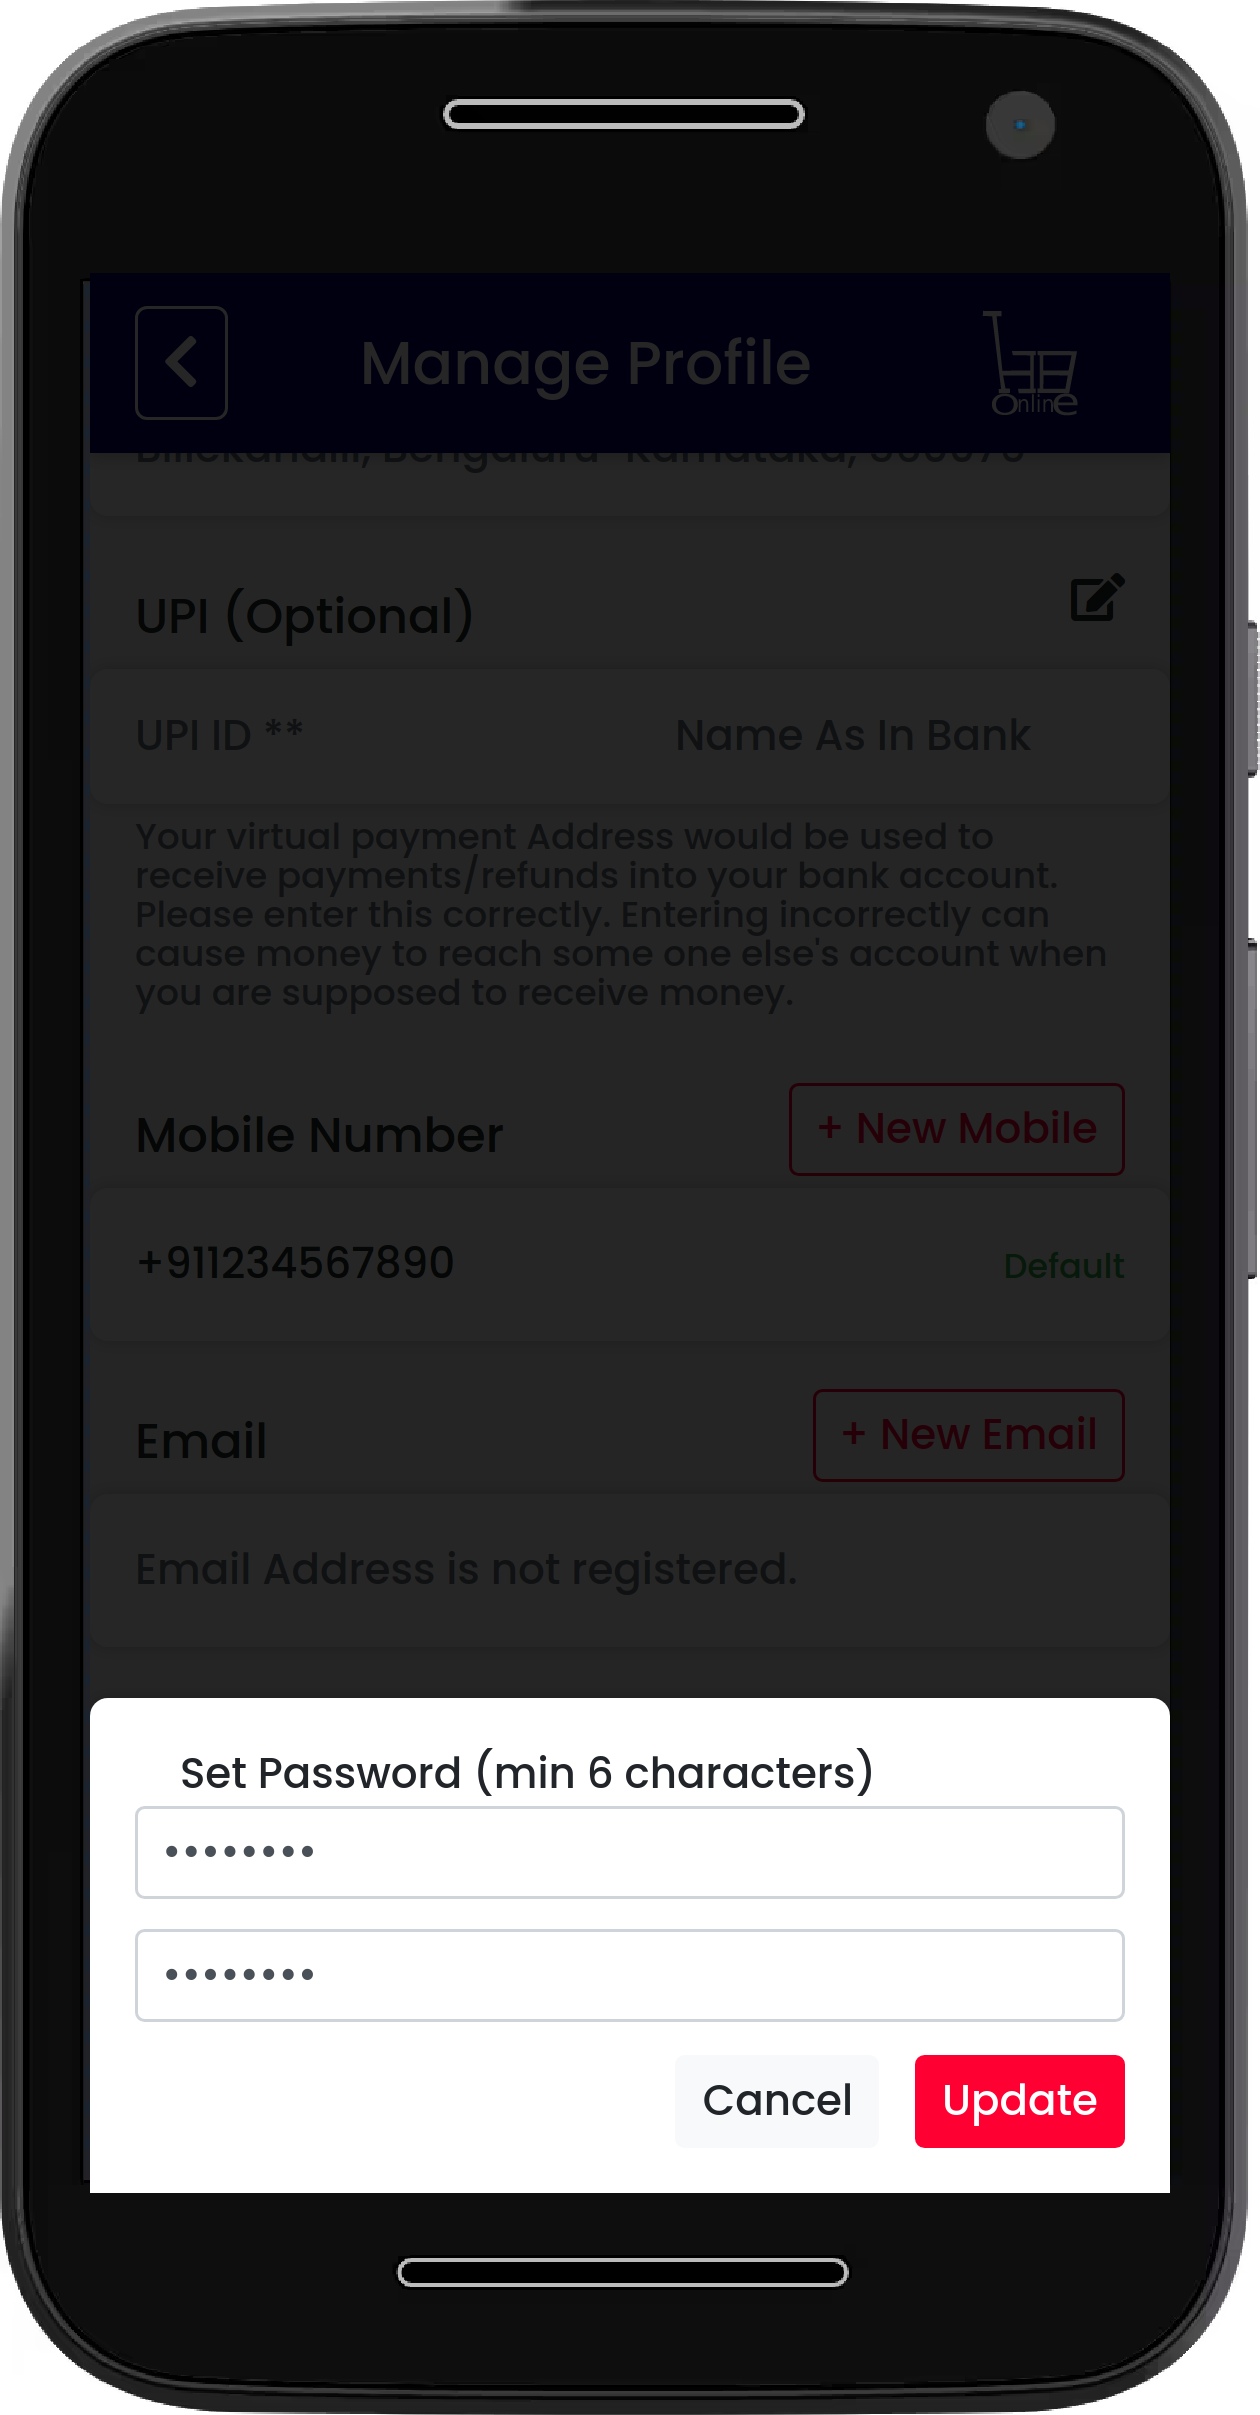 Manage Profile
OnlinE
UPI (Optional)
UPI ID ** Name As In Bank
Your virtual payment Address would be used to
receive payments/refunds into your bank account.
Please enter this correctly. Entering incorrectly can
cause money to reach some one else's account when
you are supposed to receive money.
Mobile Number + New Mobile
+911234567890 Default
Email + New Email
Email Address is not registered.
Set Password (min 6 characters)
••••••••
••••••••
Cancel Update